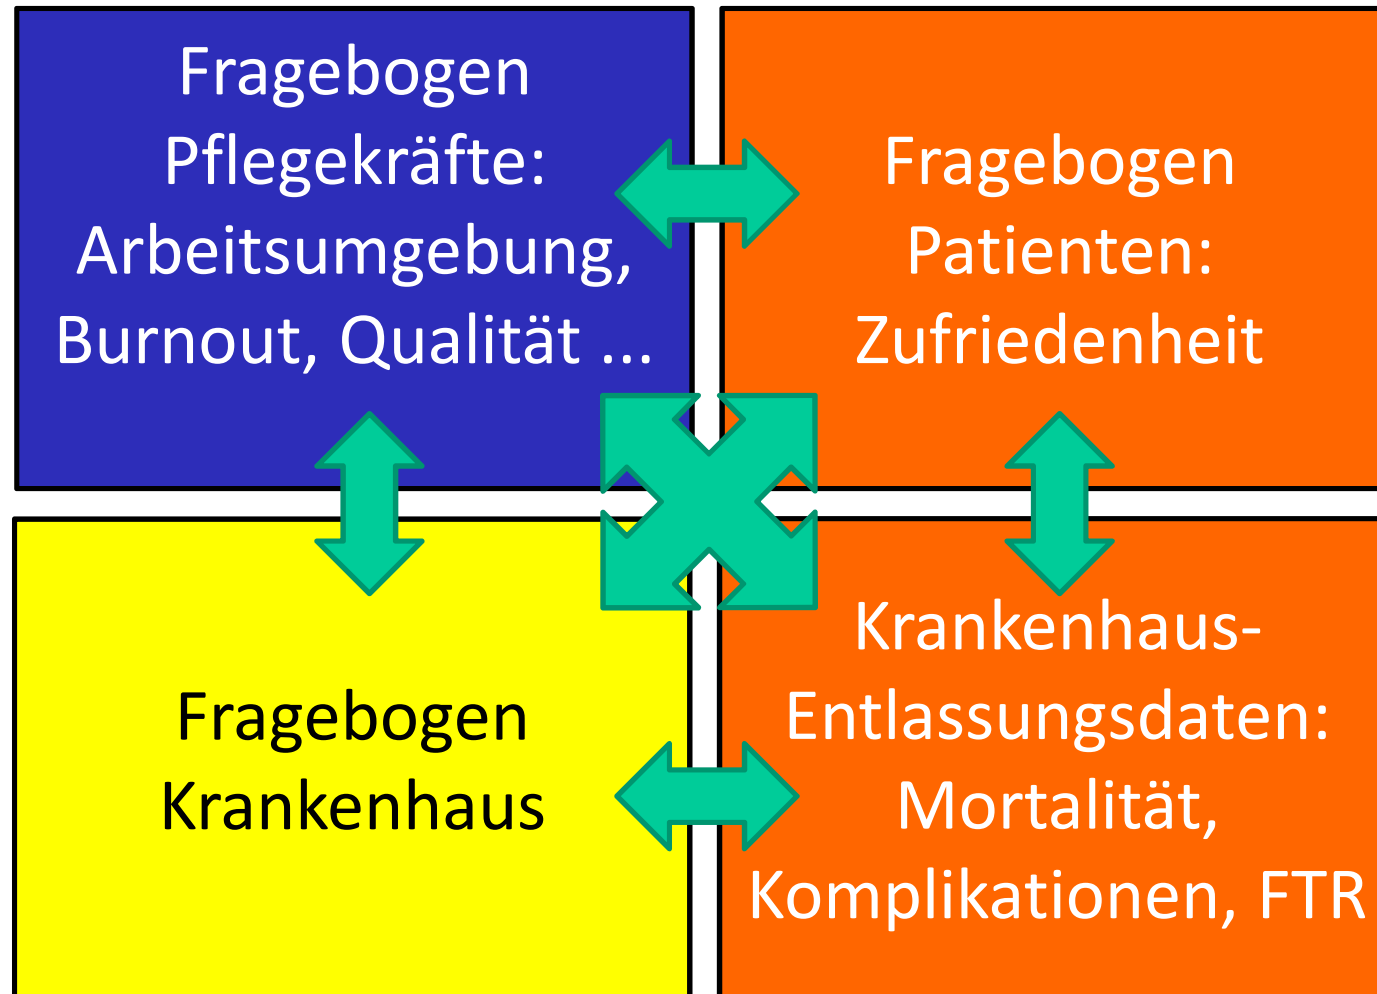 Fragebogen
Pflegekräfte:
Arbeitsumgebung,
Burnout, Qualität ...
Fragebogen
Patienten:
Zufriedenheit
Fragebogen
Krankenhaus
Krankenhaus-
Entlassungsdaten:
Mortalität,
Komplikationen, FTR